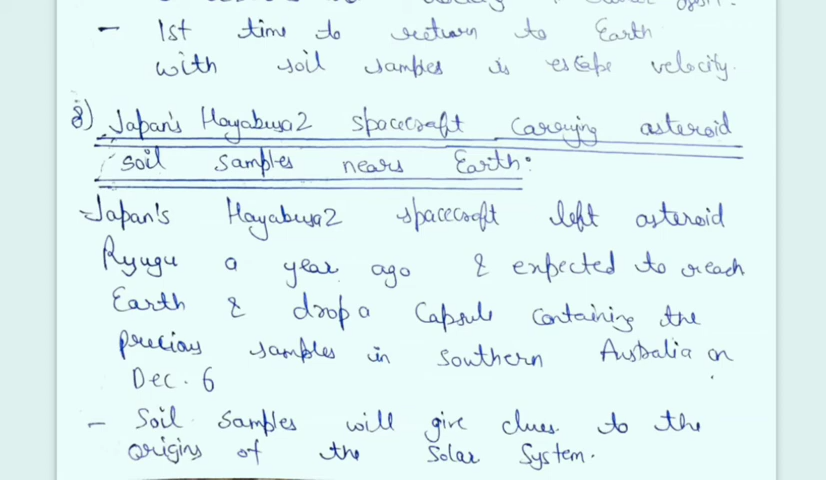 - 1st time to return to Earth
with soil samples is escape velocity.
8) Japan's Hayabusa2 spacecraft carrying asteroid
soil samples nears Earth:
- Japan's Hayabusa2 spacecraft left asteroid
Ryugu a year ago & expected to reach
Earth & drop a Capsule containing the
precious samples in southern Australia on
Dec. 6
- Soil samples will give clues to the
origins of the Solar System.